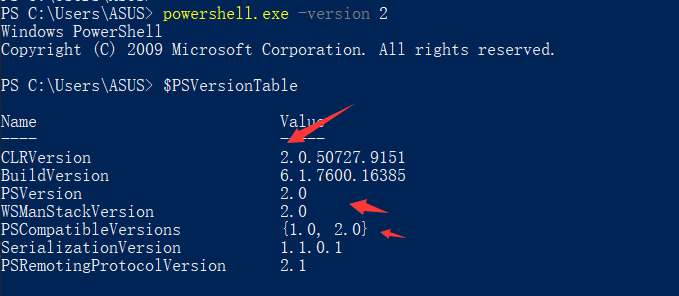 PS C:\Users\ASUS> powershell.exe -version 2
Windows PowerShell
Copyright (C) 2009 Microsoft Corporation. All rights reserved.
PS C:\Users\ASUS> $PSVersionTable
Name Value
---- -----
CLRVersion 2.0.50727.9151
BuildVersion 6.1.7600.16385
PSVersion 2.0
WSManStackVersion 2.0
PSCompatibleVersions {1.0, 2.0}
SerializationVersion 1.1.0.1
PSRemotingProtocolVersion 2.1